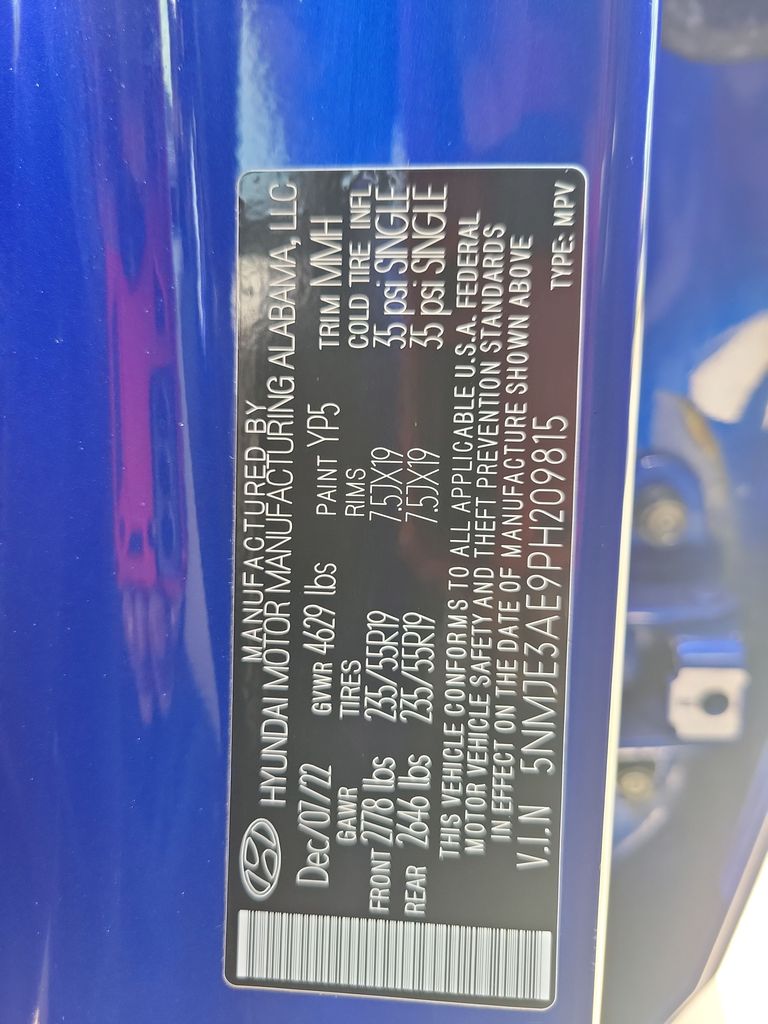 MANUFACTURED BY
HYUNDAI MOTOR MANUFACTURING ALABAMA, LLC
Dec/07/22 GVWR 4629 lbs PAINT YP5 TRIM MMH
GAWR TIRES RIMS COLD TIRE INFL
FRONT 2778 lbs 235/55R19 7.5JX19 35 psi SINGLE
REAR 2646 lbs 235/55R19 7.5JX19 35 psi SINGLE
THIS VEHICLE CONFORMS TO ALL APPLICABLE U.S.A. FEDERAL
MOTOR VEHICLE SAFETY AND THEFT PREVENTION STANDARDS
IN EFFECT ON THE DATE OF MANUFACTURE SHOWN ABOVE
V.I.N 5NMJE3AE9PH209815
TYPE: MPV